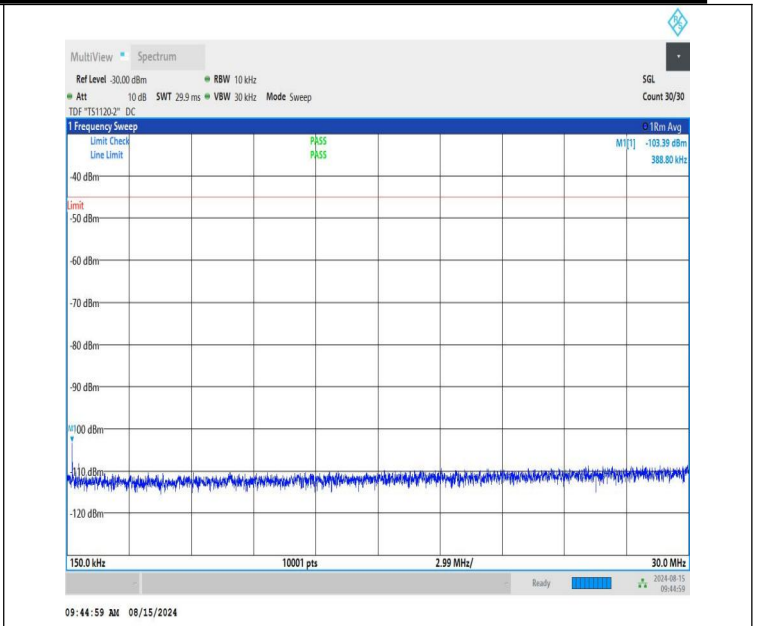 R S
MultiView Spectrum
Ref Level -30.00 dBm RBW 10 kHz SGL
Att 10 dB SWT 29.9 ms VBW 30 kHz Mode Sweep Count 30/30
TDF "TS1120-2" DC
1 Frequency Sweep 1Rm Avg
Limit Check PASS M1[1] -103.39 dBm
Line Limit PASS 388.80 kHz
-40 dBm
Limit
-50 dBm
-60 dBm
-70 dBm
-80 dBm
-90 dBm
M1
-100 dBm
-110 dBm
-120 dBm
150.0 kHz 10001 pts 2.99 MHz/ 30.0 MHz
Ready 2024-08-15
09:44:59
09:44:59 AM 08/15/2024